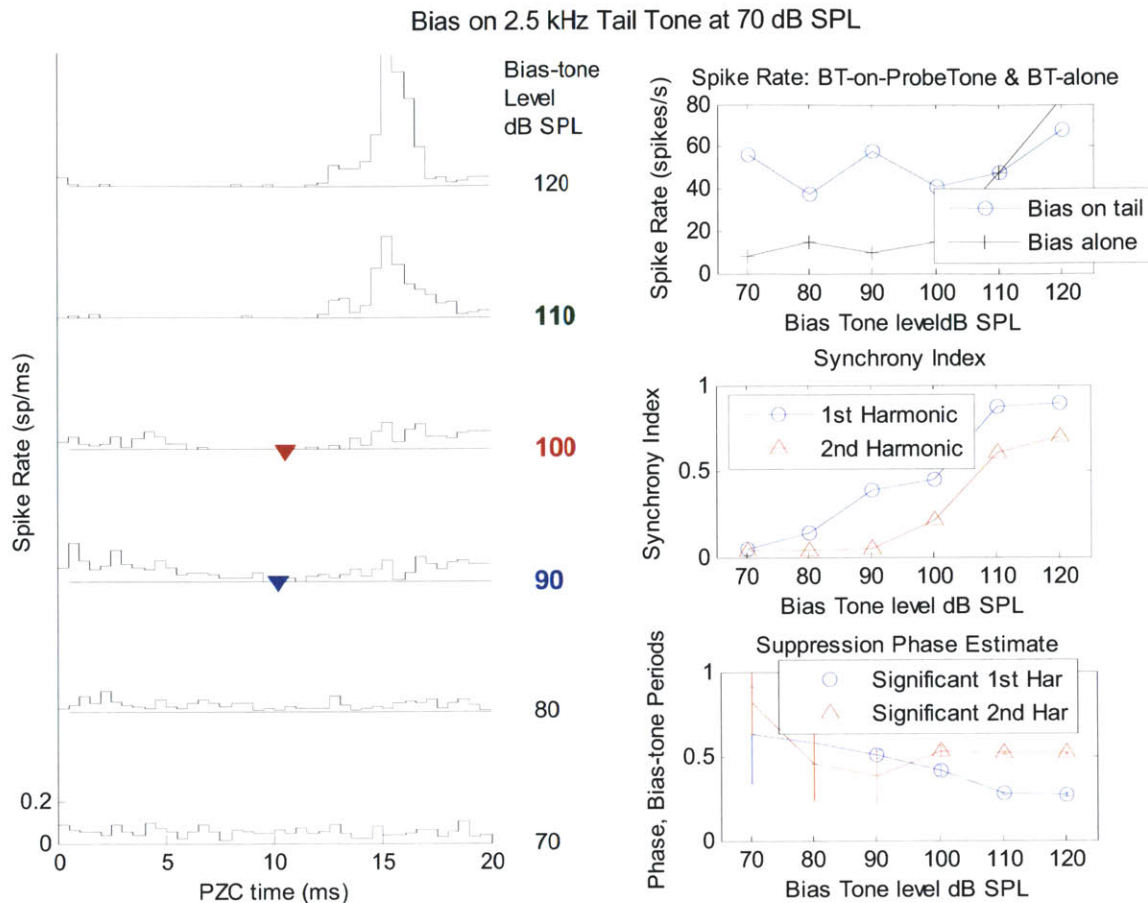 Bias on 2.5 kHz Tail Tone at 70 dB SPL
Bias-tone
Level
dB SPL
120
110
100
90
80
70
Spike Rate (sp/ms)
0.2
0
0 5 10 15 20
PZC time (ms)
Spike Rate: BT-on-ProbeTone & BT-alone
Spike Rate (spikes/s)
80
60
40
20
0
Bias on tail
Bias alone
70 80 90 100 110 120
Bias Tone leveldB SPL
Synchrony Index
Synchrony Index
1
0.5
0
1st Harmonic
2nd Harmonic
70 80 90 100 110 120
Bias Tone level dB SPL
Suppression Phase Estimate
Phase, Bias-tone Periods
1
0.5
0
Significant 1st Har
Significant 2nd Har
70 80 90 100 110 120
Bias Tone level dB SPL